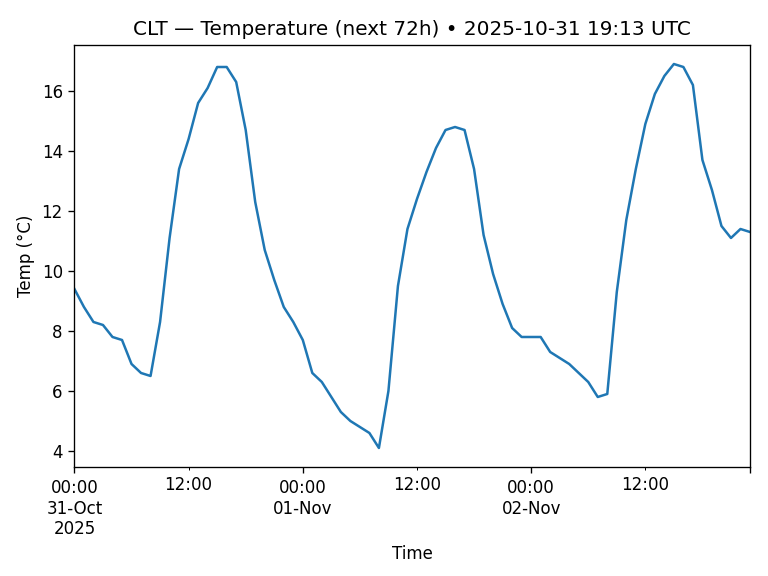 CLT — Temperature (next 72h) • 2025-10-31 19:13 UTC
Temp (°C)
16
14
12
10
8
6
4
00:00 12:00 00:00 12:00 00:00 12:00
31-Oct 01-Nov 02-Nov
2025
Time